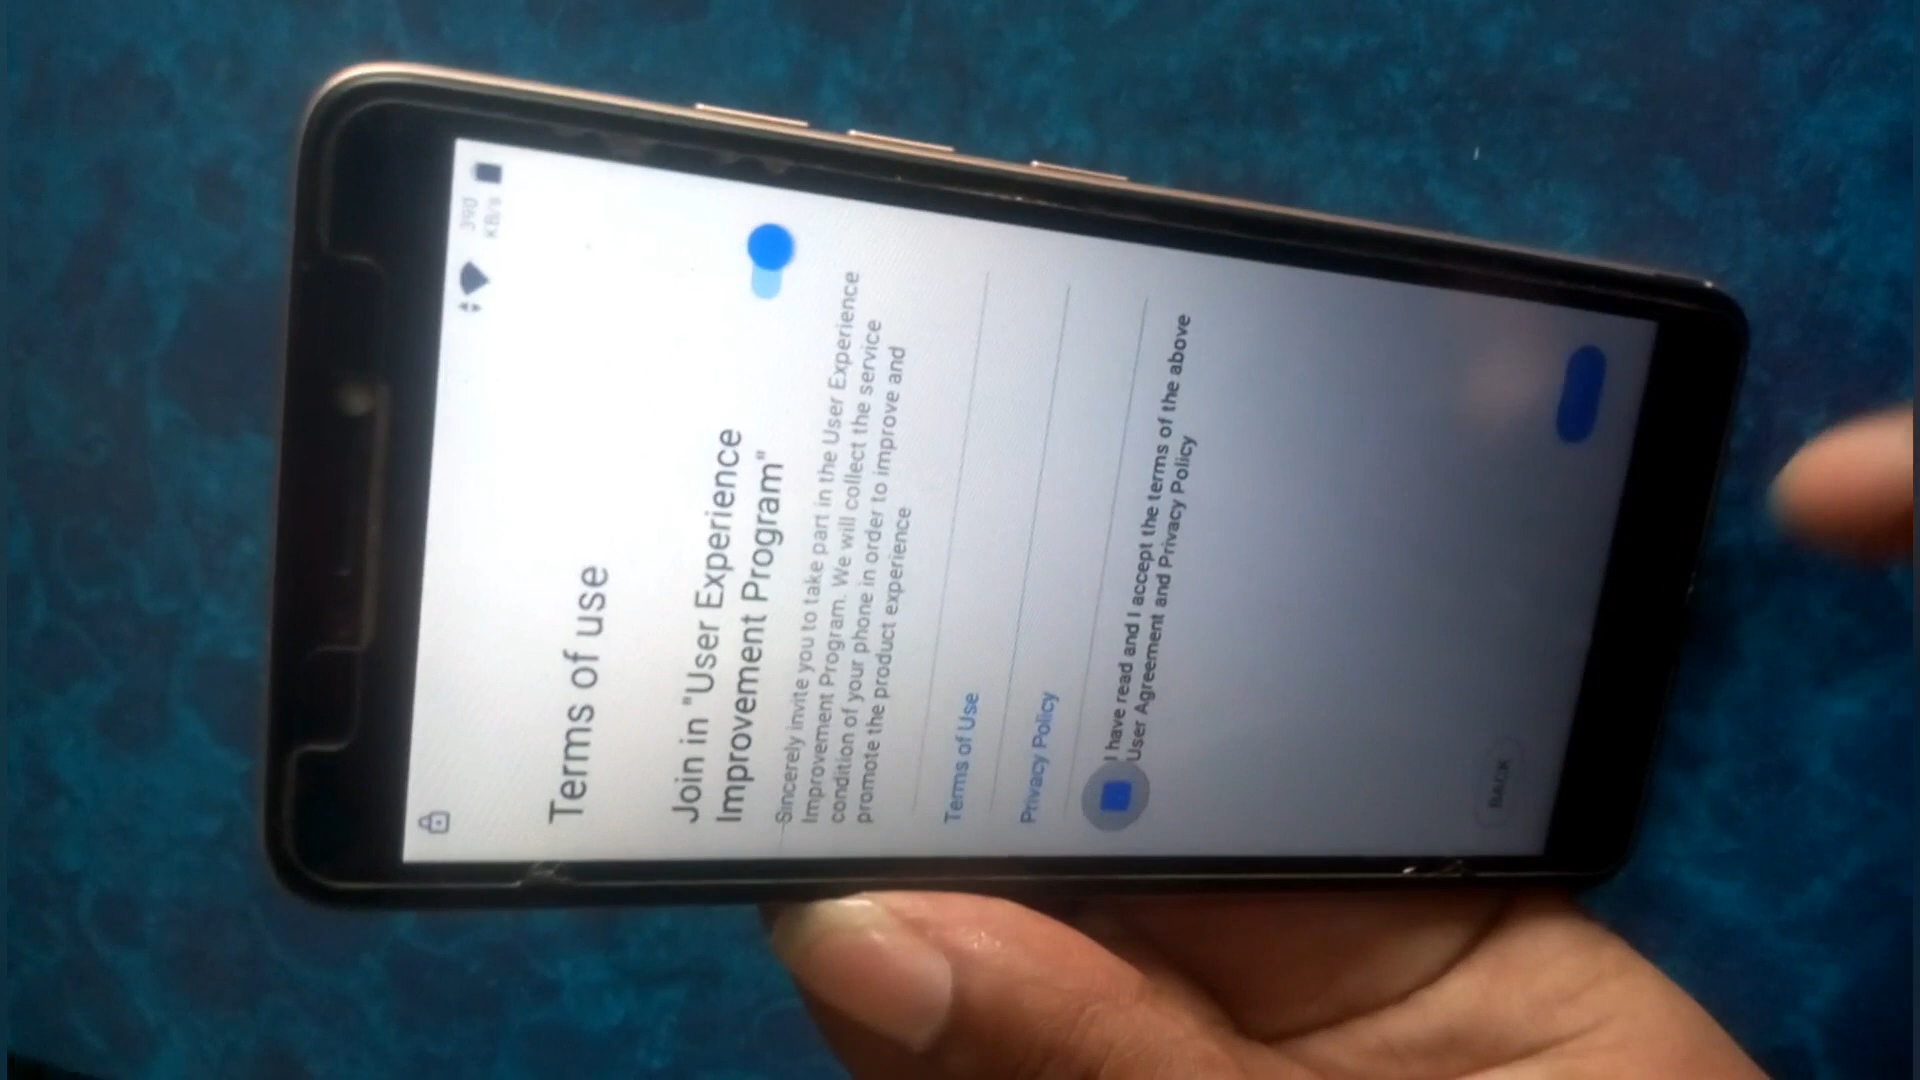 390
KB/s
Terms of use
Join in "User Experience
Improvement Program"
Sincerely invite you to take part in the User Experience
Improvement Program. We will collect the service
condition of your phone in order to improve and
promote the product experience
Terms of Use
Privacy Policy
I have read and I accept the terms of the above
User Agreement and Privacy Policy
BACK